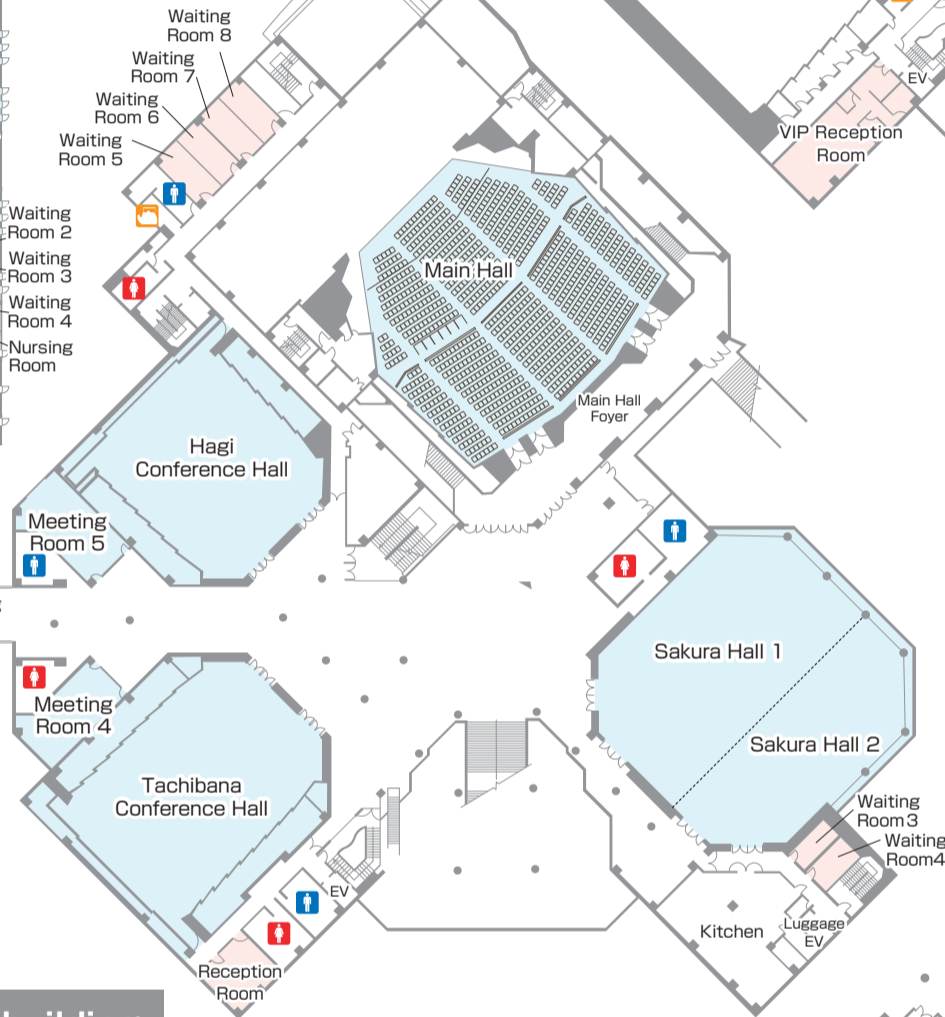 Waiting
Room 8
Waiting
Room 7
Waiting
Room 6
Waiting
Room 5
EV
VIP Reception
Room
Waiting
Room 2
Waiting
Room 3
Waiting
Room 4
Nursing
Room
Main Hall
Main Hall
Foyer
Hagi
Conference Hall
Meeting
Room 5
Sakura Hall 1
Meeting
Room 4
Sakura Hall 2
Tachibana
Conference Hall
Waiting
Room3
Waiting
Room4
EV
Kitchen
Luggage
EV
Reception
Room